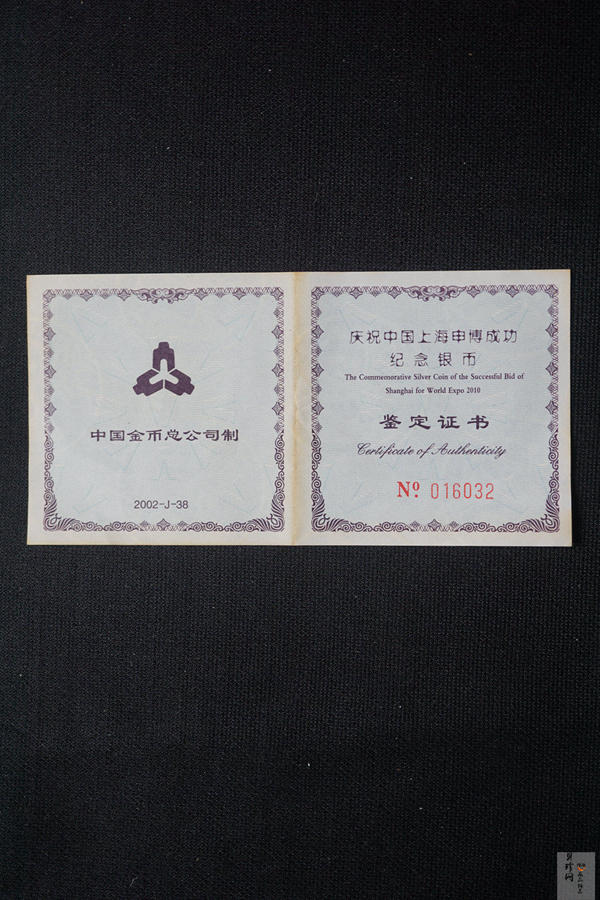 中国金币总公司制
2002-J-38
庆祝中国上海申博成功
纪念银币
The Commemorative Silver Coin of the Successful Bid of
Shanghai for World Expo 2010
鉴定证书
Certificate of Authenticity
Nº 016032